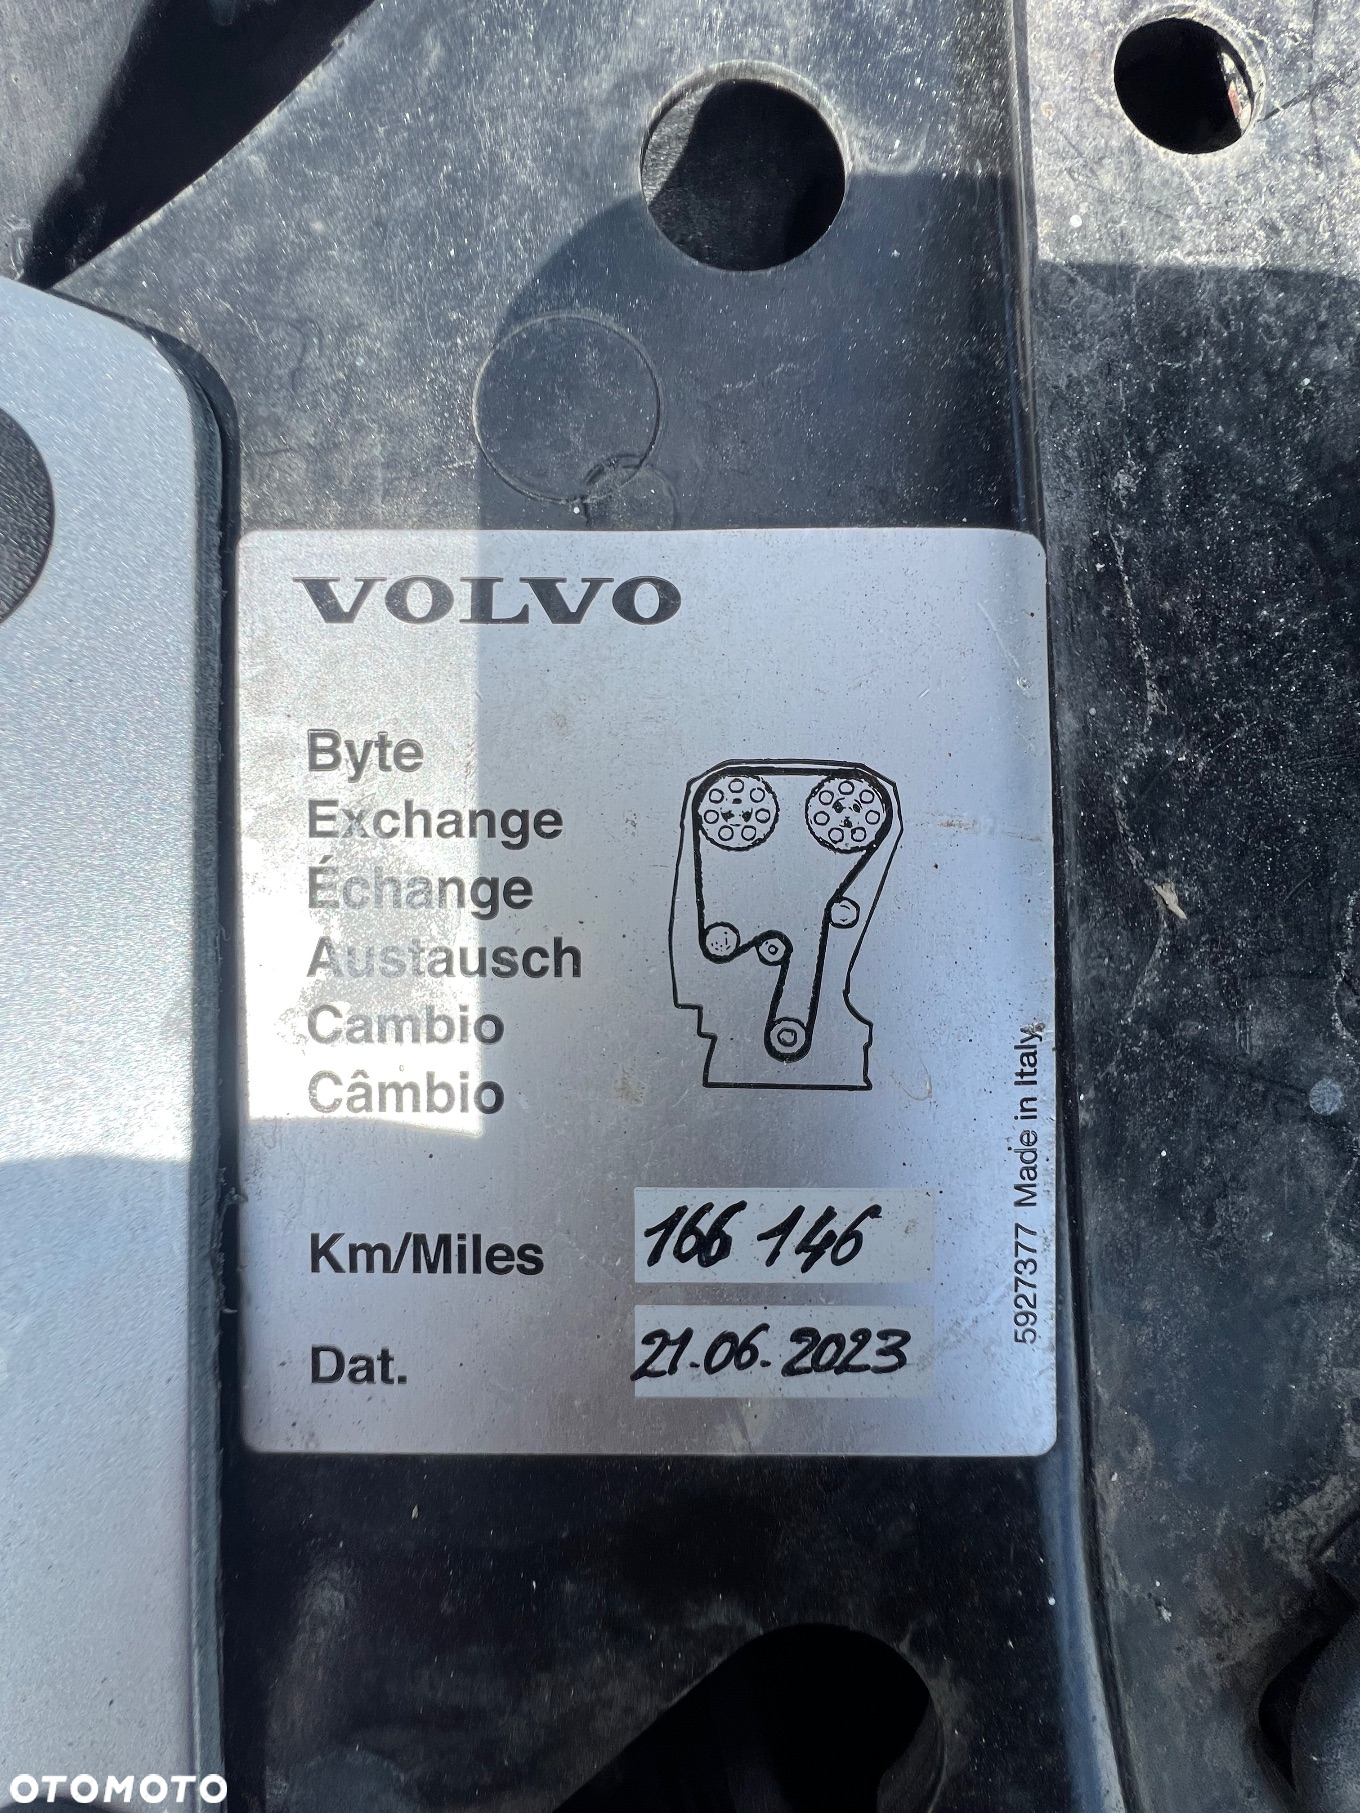 VOLVO
Byte
Exchange
Échange
Austausch
Cambio
Câmbio
Km/Miles 166 146
Dat. 21.06.2023
5927377 Made in Italy
OTOMOTO